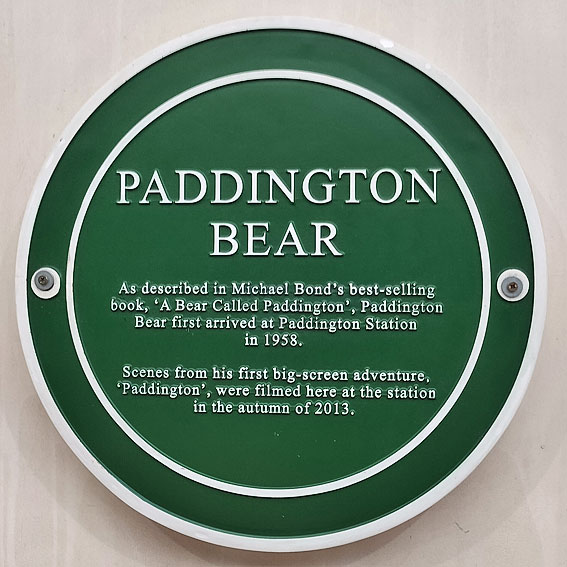 PADDINGTON
BEAR
As described in Michael Bond's best-selling
book, 'A Bear Called Paddington', Paddington
Bear first arrived at Paddington Station
in 1958.
Scenes from his first big-screen adventure,
'Paddington', were filmed here at the station
in the autumn of 2013.